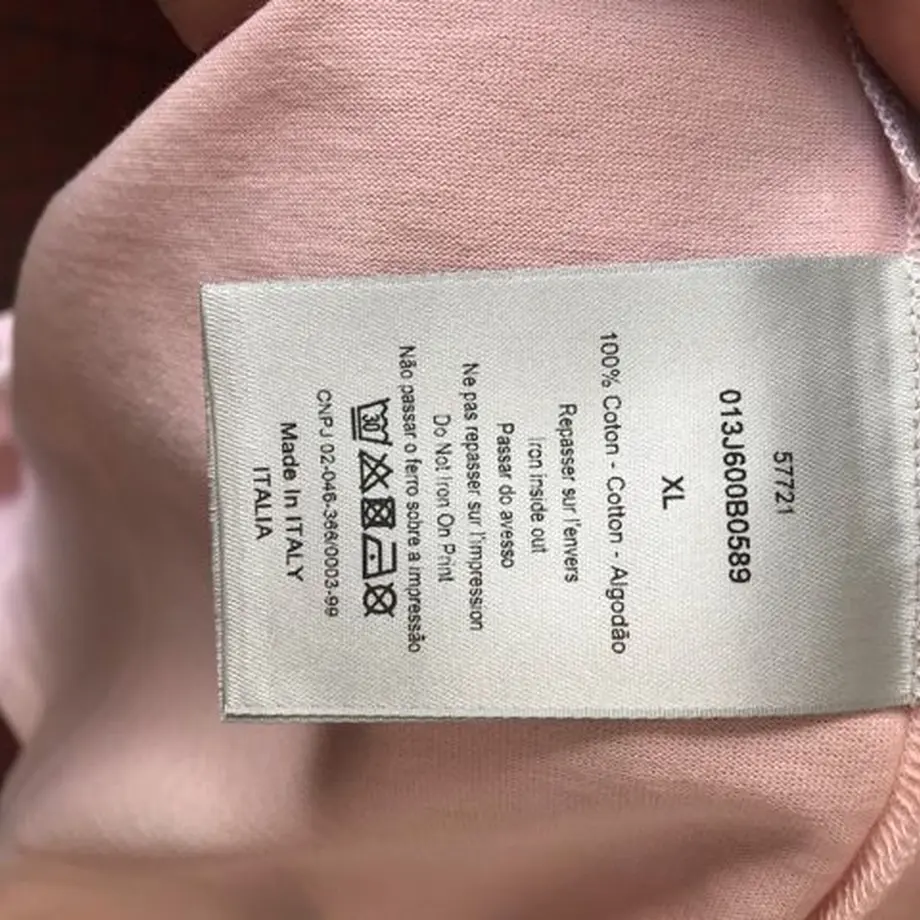 57721
013J600B0589
XL
100% Coton - Cotton - Algodão
Repasser sur l'envers
Iron inside out
Passar do avesso
Ne pas repasser sur l'impression
Do Not Iron On Print
Não passar o ferro sobre a impressão
30
CNPJ 02-046-366/0003-99
Made In ITALY
ITALIA